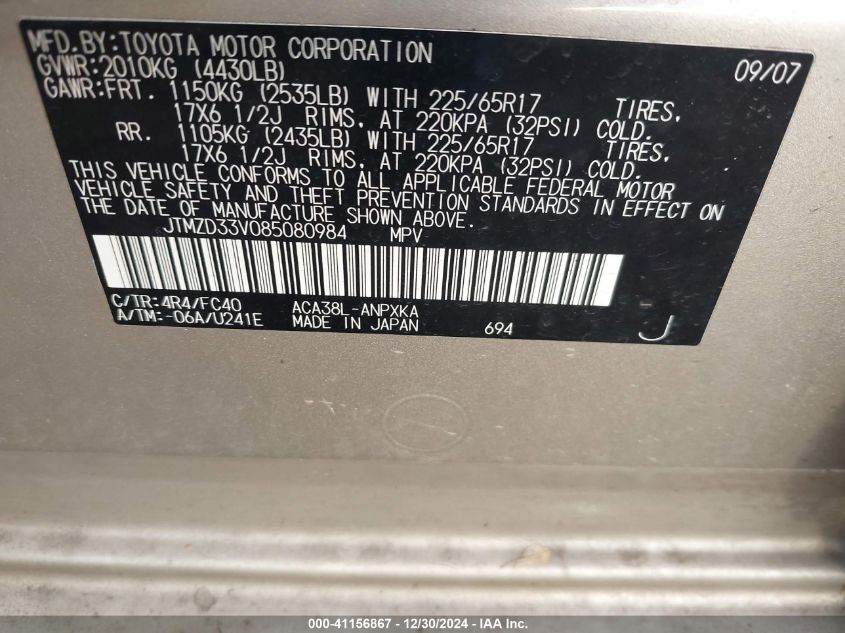 MFD.BY:TOYOTA MOTOR CORPORATION 09/07
GVWR:2010KG (4430LB)
GAWR:FRT. 1150KG (2535LB) WITH 225/65R17 TIRES,
17X6 1/2J RIMS, AT 220KPA (32PSI) COLD.
RR. 1105KG (2435LB) WITH 225/65R17 TIRES,
17X6 1/2J RIMS, AT 220KPA (32PSI) COLD.
THIS VEHICLE CONFORMS TO ALL APPLICABLE FEDERAL MOTOR
VEHICLE SAFETY AND THEFT PREVENTION STANDARDS IN EFFECT ON
THE DATE OF MANUFACTURE SHOWN ABOVE.
JTMZD33V085080984 MPV
C/TR:4R4/FC40 ACA38L-ANPXKA
A/TM:-06A/U241E MADE IN JAPAN 694 J
000-41156867 - 12/30/2024 - IAA Inc.